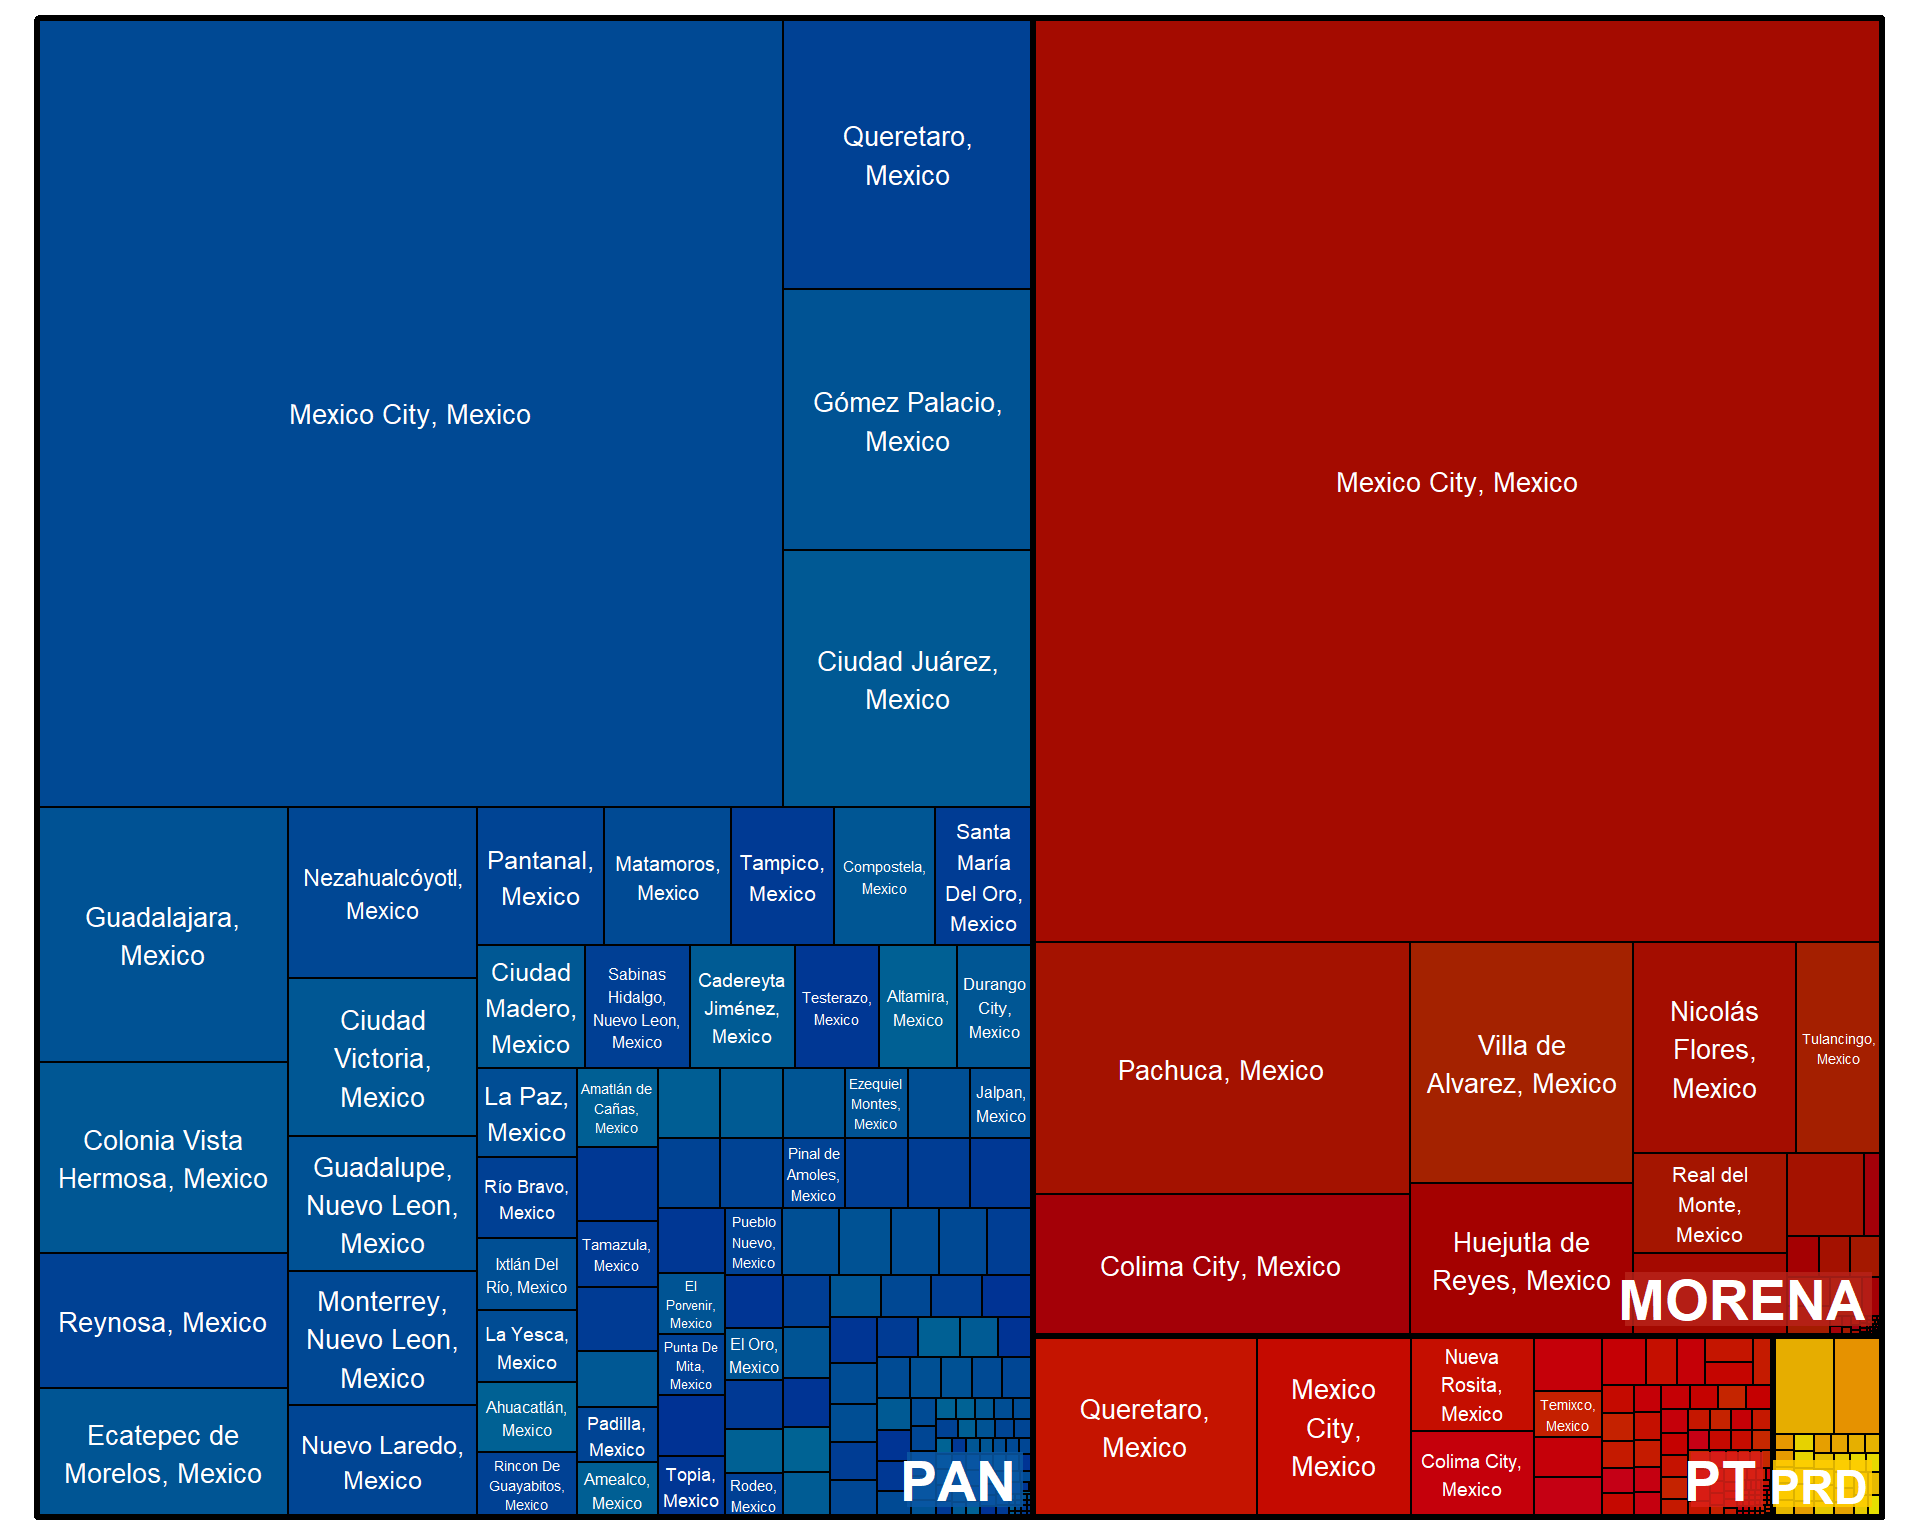 Mexico City, Mexico
Queretaro,
Mexico
Gómez Palacio,
Mexico
Ciudad Juárez,
Mexico
Guadalajara,
Mexico
Colonia Vista
Hermosa, Mexico
Reynosa, Mexico
Ecatepec de
Morelos, Mexico
Nezahualcóyotl,
Mexico
Ciudad
Victoria,
Mexico
Guadalupe,
Nuevo Leon,
Mexico
Monterrey,
Nuevo Leon,
Mexico
Nuevo Laredo,
Mexico
Pantanal,
Mexico
Matamoros,
Mexico
Tampico,
Mexico
Compostela,
Mexico
Santa
María
Del Oro,
Mexico
Ciudad
Madero,
Mexico
Sabinas
Hidalgo,
Nuevo Leon,
Mexico
Cadereyta
Jiménez,
Mexico
Testerazo,
Mexico
Altamira,
Mexico
Durango
City,
Mexico
La Paz,
Mexico
Río Bravo,
Mexico
Ixtlán Del
Río, Mexico
La Yesca,
Mexico
Ahuacatlán,
Mexico
Rincon De
Guayabitos,
Mexico
Amatlán de
Cañas,
Mexico
Tamazula,
Mexico
Padilla,
Mexico
Amealco,
Mexico
Ezequiel
Montes,
Mexico
Jalpan,
Mexico
Pinal de
Amoles,
Mexico
Pueblo
Nuevo,
Mexico
El
Porvenir,
Mexico
Punta De
Mita,
Mexico
El Oro,
Mexico
Topia,
Mexico
Rodeo,
Mexico
PAN
Mexico City, Mexico
Pachuca, Mexico
Colima City, Mexico
Villa de
Alvarez, Mexico
Huejutla de
Reyes, Mexico
Nicolás
Flores,
Mexico
Tulancingo,
Mexico
Real del
Monte,
Mexico
MORENA
Queretaro,
Mexico
Mexico
City,
Mexico
Nueva
Rosita,
Mexico
Colima City,
Mexico
Temixco,
Mexico
PT
PRD